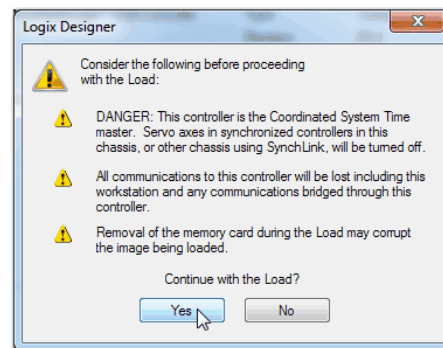 Logix Designer
Consider the following before proceeding
with the Load:
DANGER: This controller is the Coordinated System Time
master. Servo axes in synchronized controllers in this
chassis, or other chassis using SynchLink, will be turned off.
All communications to this controller will be lost including this
workstation and any communications bridged through this
controller.
Removal of the memory card during the Load may corrupt
the image being loaded.
Continue with the Load?
Yes No